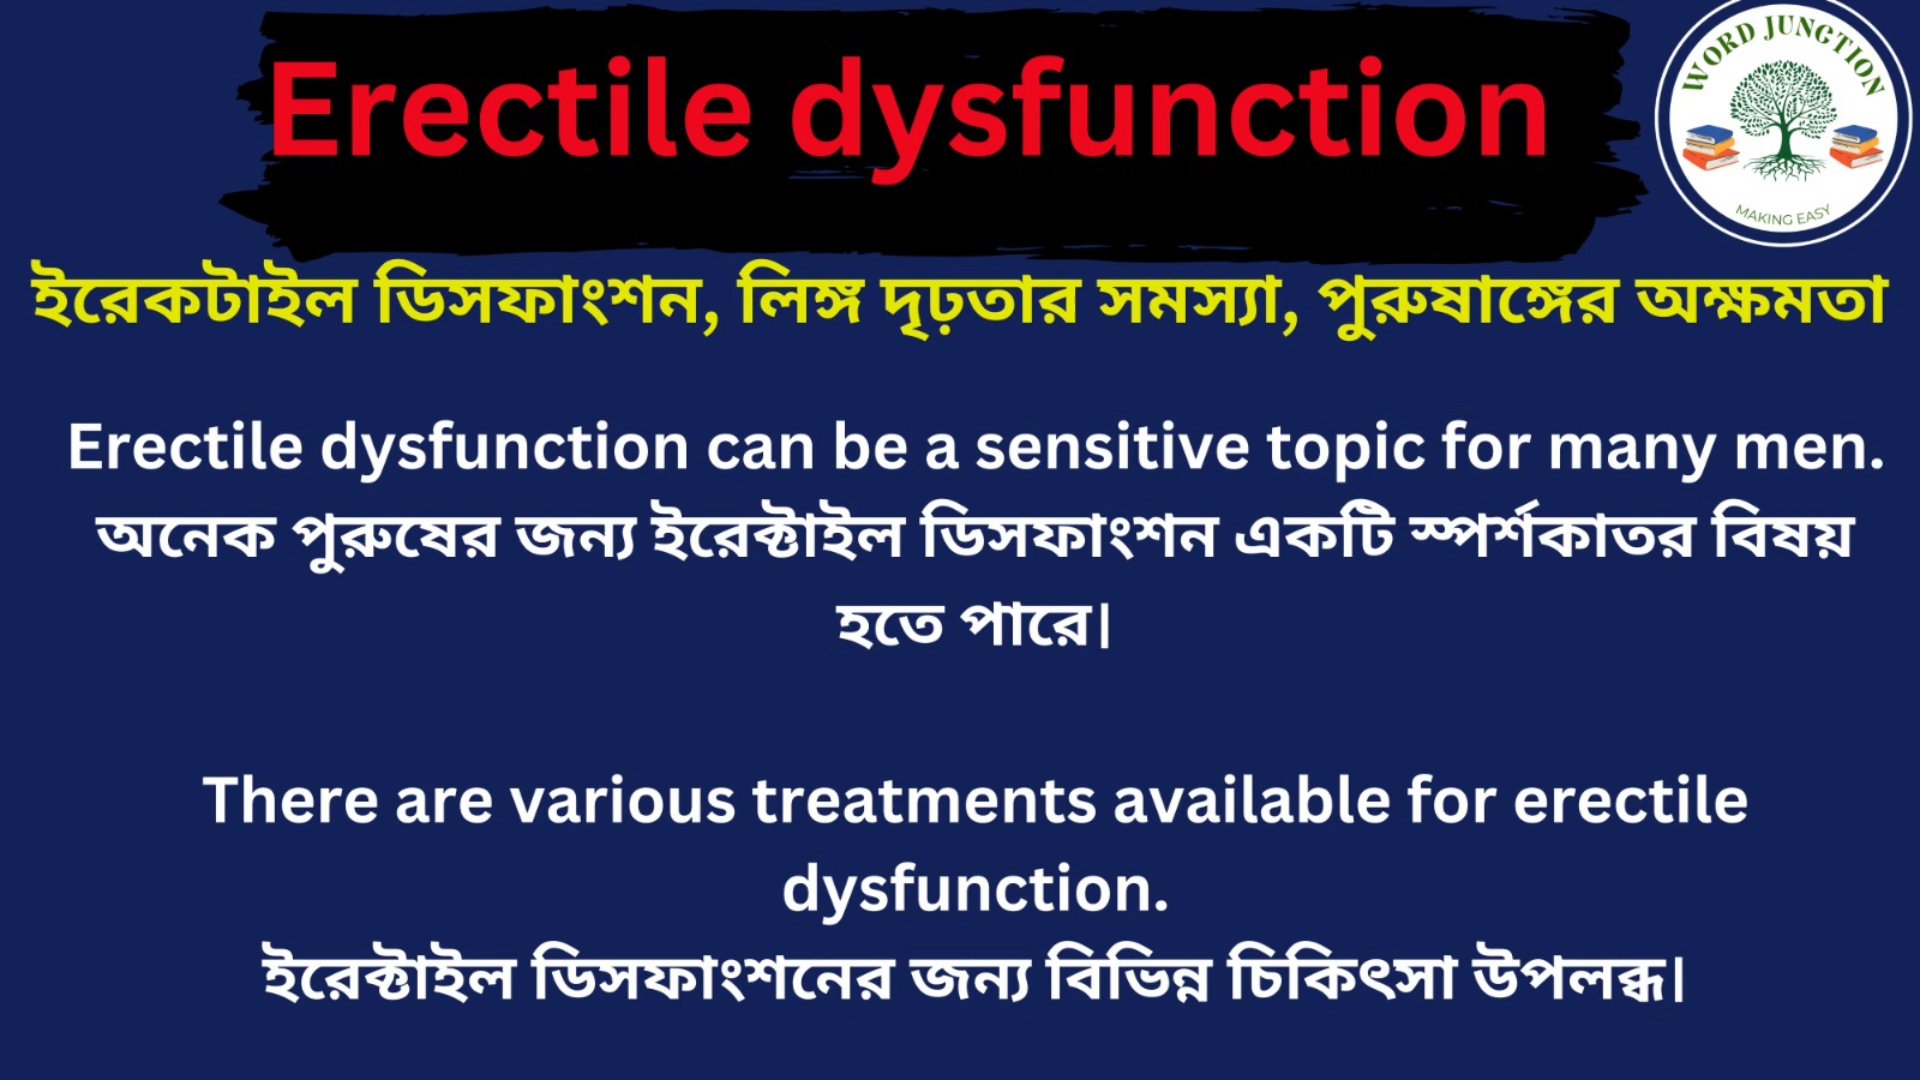 Erectile dysfunction
WORD JUNCTION
MAKING EASY
ইরেকটাইল ডিসফাংশন, লিঙ্গ দৃঢ়তার সমস্যা, পুরুষাঙ্গের অক্ষমতা
Erectile dysfunction can be a sensitive topic for many men.
অনেক পুরুষের জন্য ইরেক্টাইল ডিসফাংশন একটি স্পর্শকাতর বিষয়
হতে পারে।
There are various treatments available for erectile
dysfunction.
ইরেক্টাইল ডিসফাংশনের জন্য বিভিন্ন চিকিৎসা উপলব্ধ।